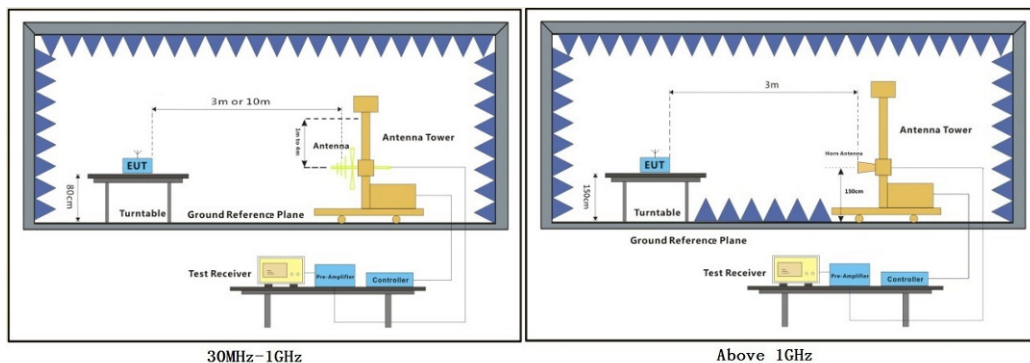 3m or 10m
1m to 4m
Antenna
Antenna Tower
EUT
80cm
Turntable
Ground Reference Plane
Test Receiver
Pre-Amplifier
Controller
30MHz-1GHz
3m
Antenna Tower
Horn Antenna
EUT
150cm
150cm
Turntable
Ground Reference Plane
Test Receiver
Pre-Amplifier
Controller
Above 1GHz